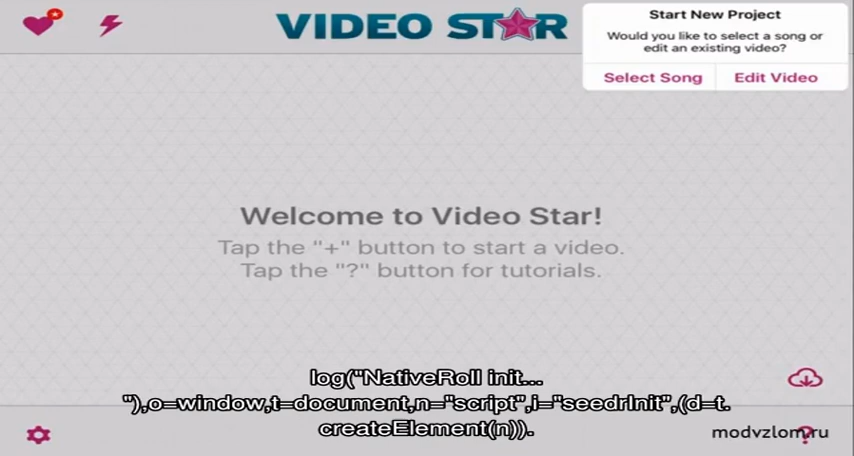 VIDEO STAR
Start New Project
Would you like to select a song or
edit an existing video?
Select Song
Edit Video
Welcome to Video Star!
Tap the "+" button to start a video.
Tap the "?" button for tutorials.
log("NativeRoll init...
"),o=window,t=document,n="script",i="seedrInit",(d=t.
createElement(n)).
?
modvzlom.ru